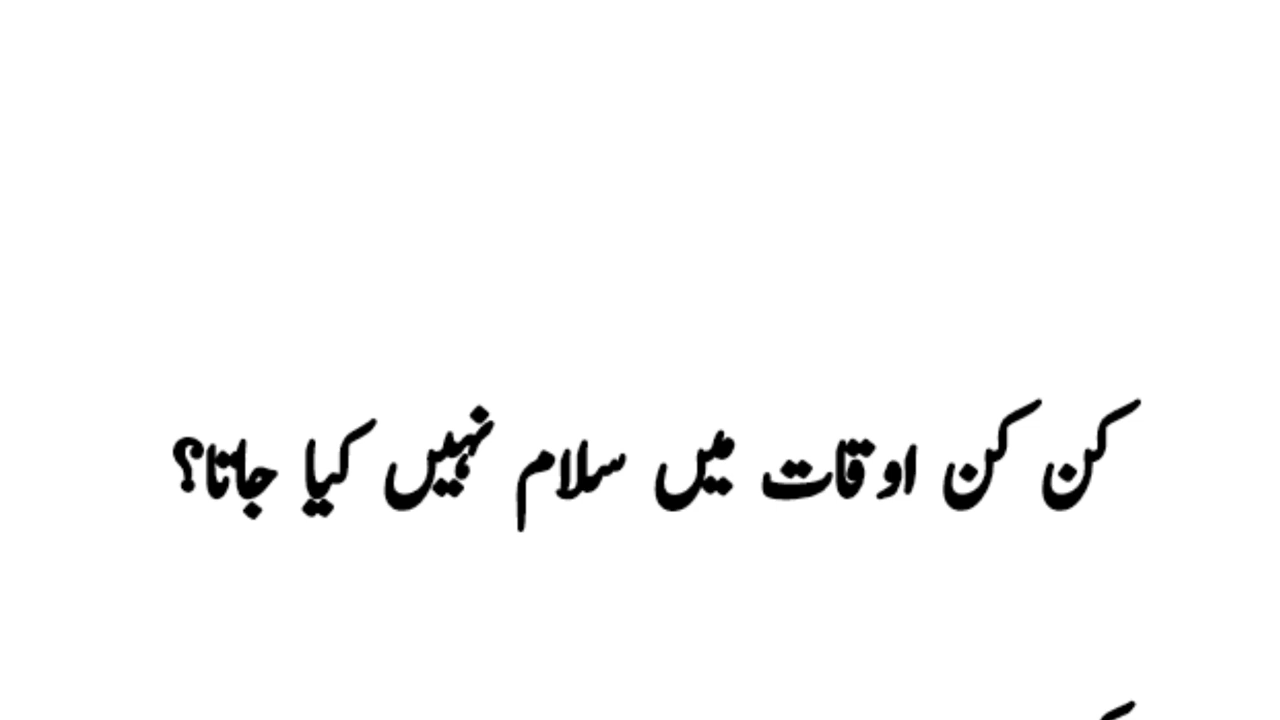 کن کن اوقات میں سلام نہیں کیا جاتا؟